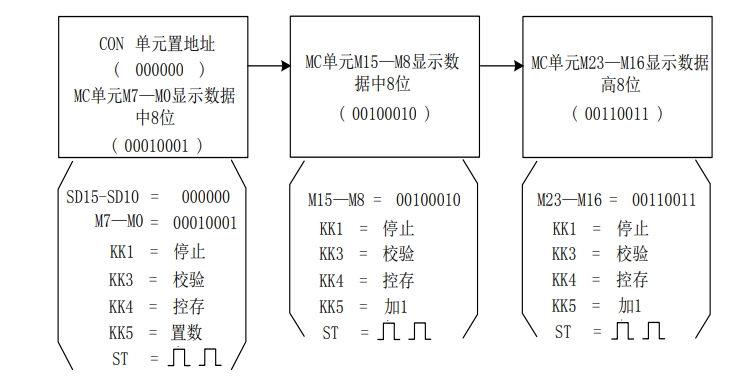 CON 单元置地址
( 000000 )
MC单元M7—M0显示数据
中8位
( 00010001 )
MC单元M15—M8显示数
据中8位
( 00100010 )
MC单元M23—M16显示数据
高8位
( 00110011 )
SD15-SD10 = 000000
M7—M0 = 00010001
KK1 = 停止
KK3 = 校验
KK4 = 控存
KK5 = 置数
ST =
M15—M8 = 00100010
KK1 = 停止
KK3 = 校验
KK4 = 控存
KK5 = 加1
ST =
M23—M16 = 00110011
KK1 = 停止
KK3 = 校验
KK4 = 控存
KK5 = 加1
ST =